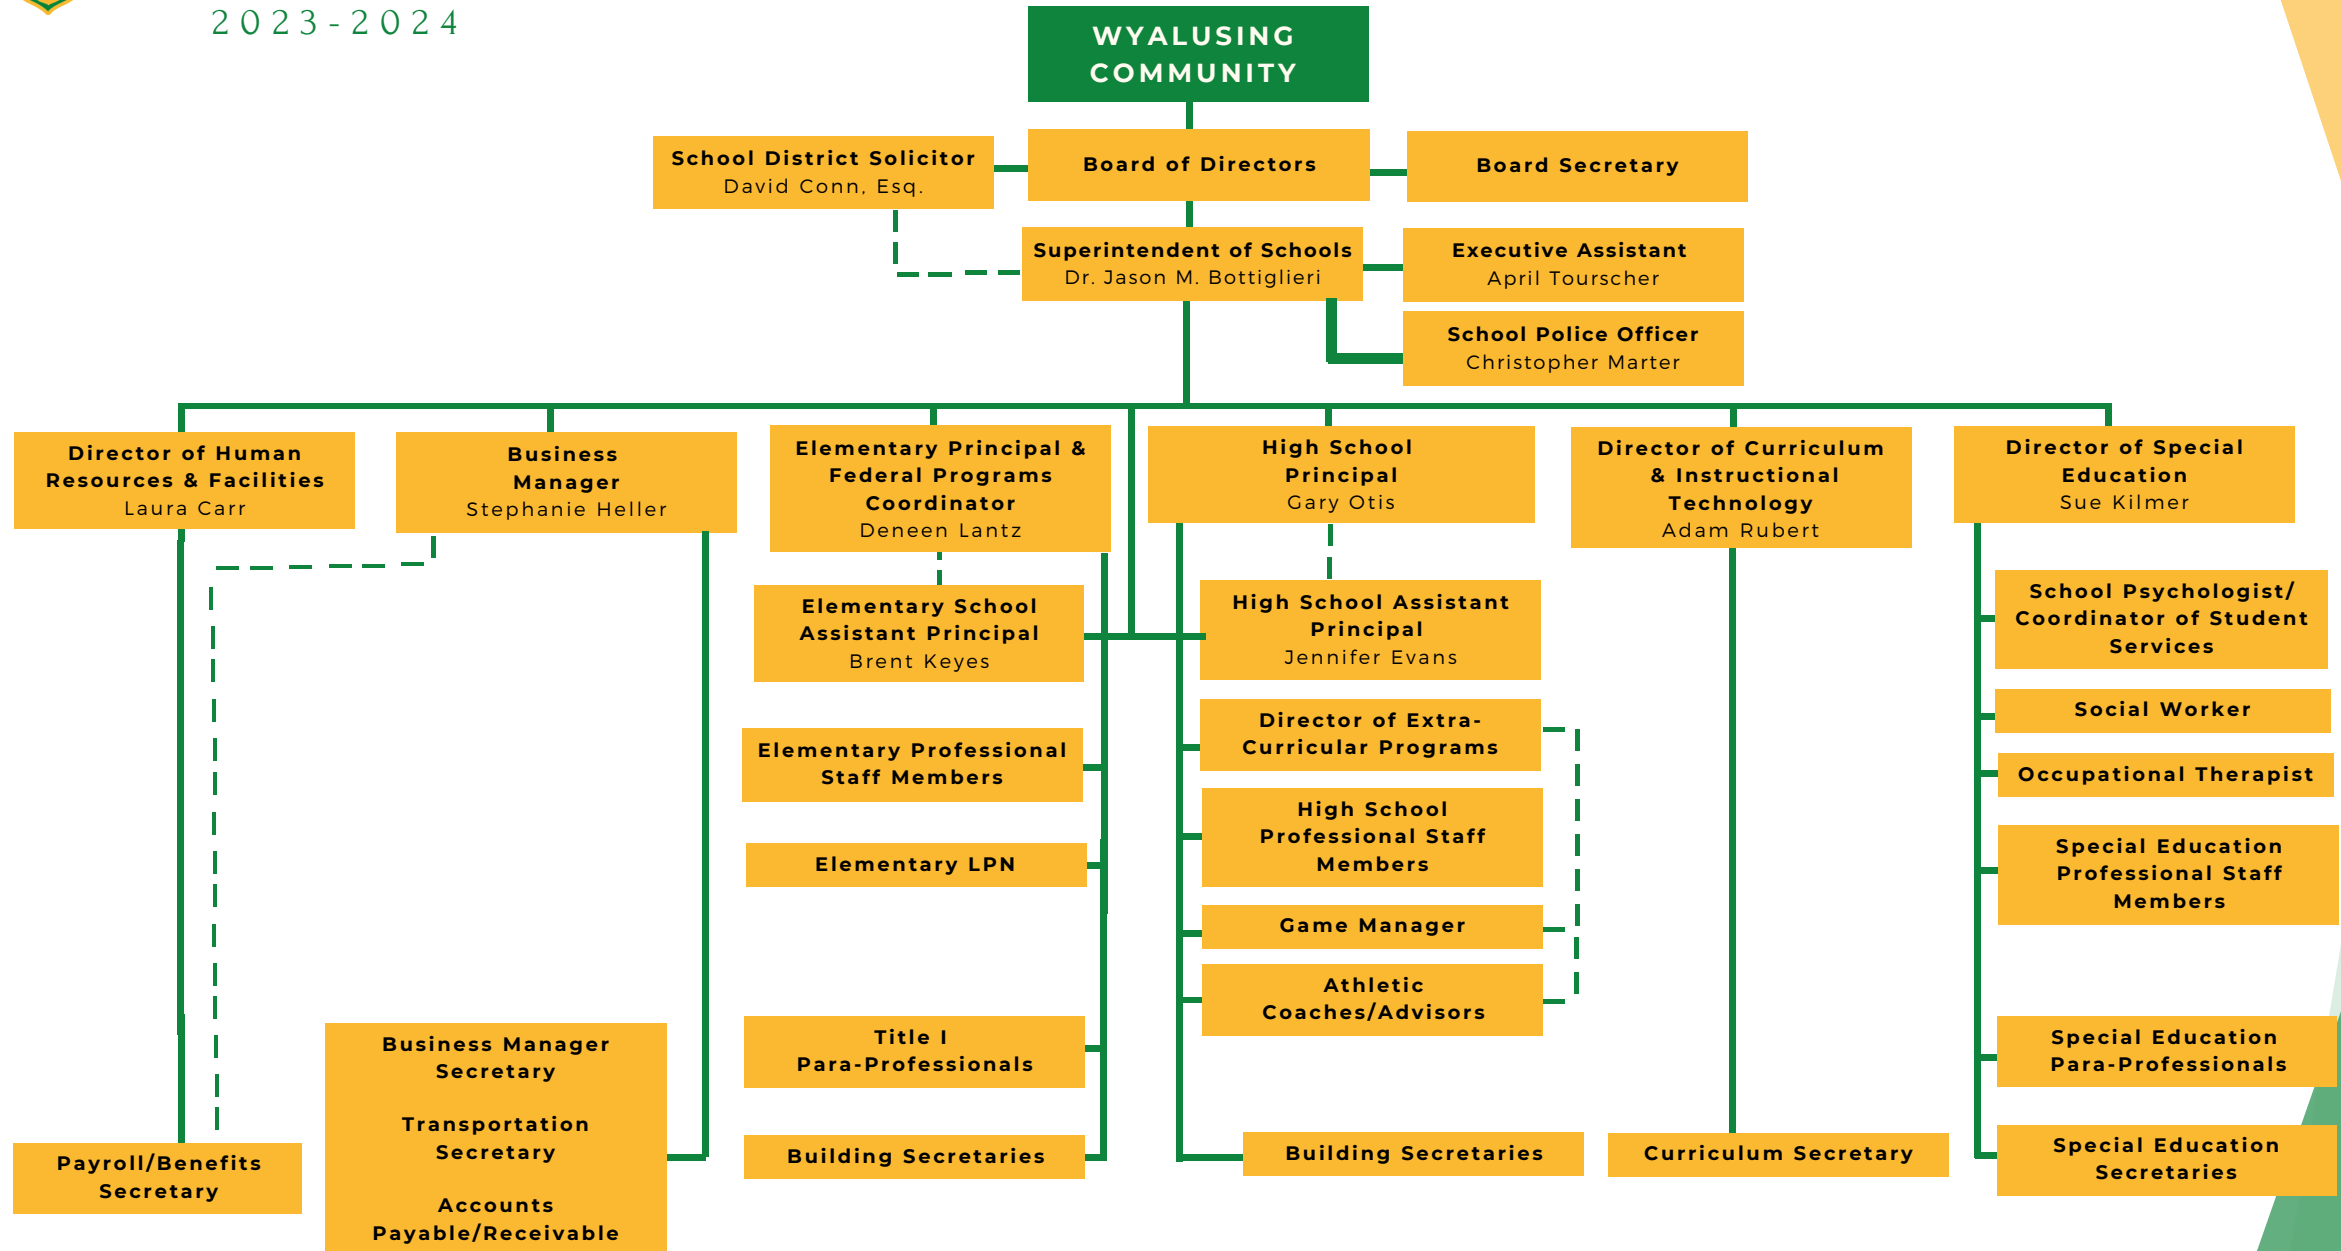 2023-2024
WYALUSING
COMMUNITY
School District Solicitor
David Conn, Esq.
Board of Directors
Board Secretary
Superintendent of Schools
Dr. Jason M. Bottiglieri
Executive Assistant
April Tourscher
School Police Officer
Christopher Marter
Director of Human
Resources & Facilities
Laura Carr
Business
Manager
Stephanie Heller
Elementary Principal &
Federal Programs
Coordinator
Deneen Lantz
High School
Principal
Gary Otis
Director of Curriculum
& Instructional
Technology
Adam Rubert
Director of Special
Education
Sue Kilmer
Elementary School
Assistant Principal
Brent Keyes
High School Assistant
Principal
Jennifer Evans
School Psychologist/
Coordinator of Student
Services
Elementary Professional
Staff Members
Director of Extra-
Curricular Programs
Social Worker
Occupational Therapist
Elementary LPN
High School
Professional Staff
Members
Special Education
Professional Staff
Members
Game Manager
Athletic
Coaches/Advisors
Business Manager
Secretary
Transportation
Secretary
Accounts
Payable/Receivable
Title I
Para-Professionals
Special Education
Para-Professionals
Payroll/Benefits
Secretary
Building Secretaries
Building Secretaries
Curriculum Secretary
Special Education
Secretaries